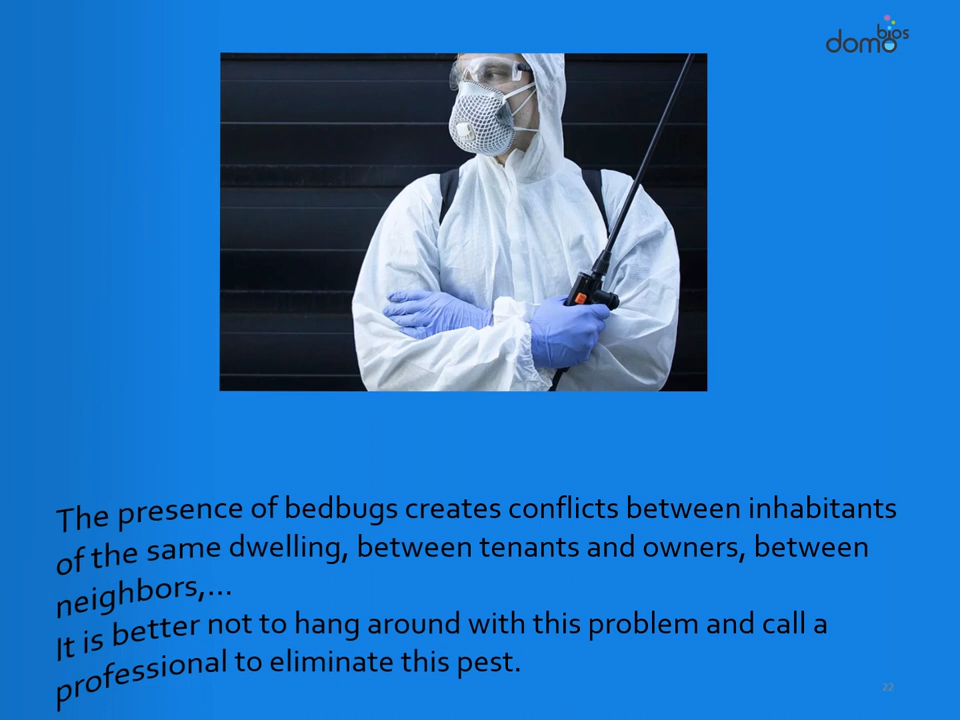 domobios
The presence of bedbugs creates conflicts between inhabitants
of the same dwelling, between tenants and owners, between
neighbors,...
It is better not to hang around with this problem and call a
professional to eliminate this pest.
22